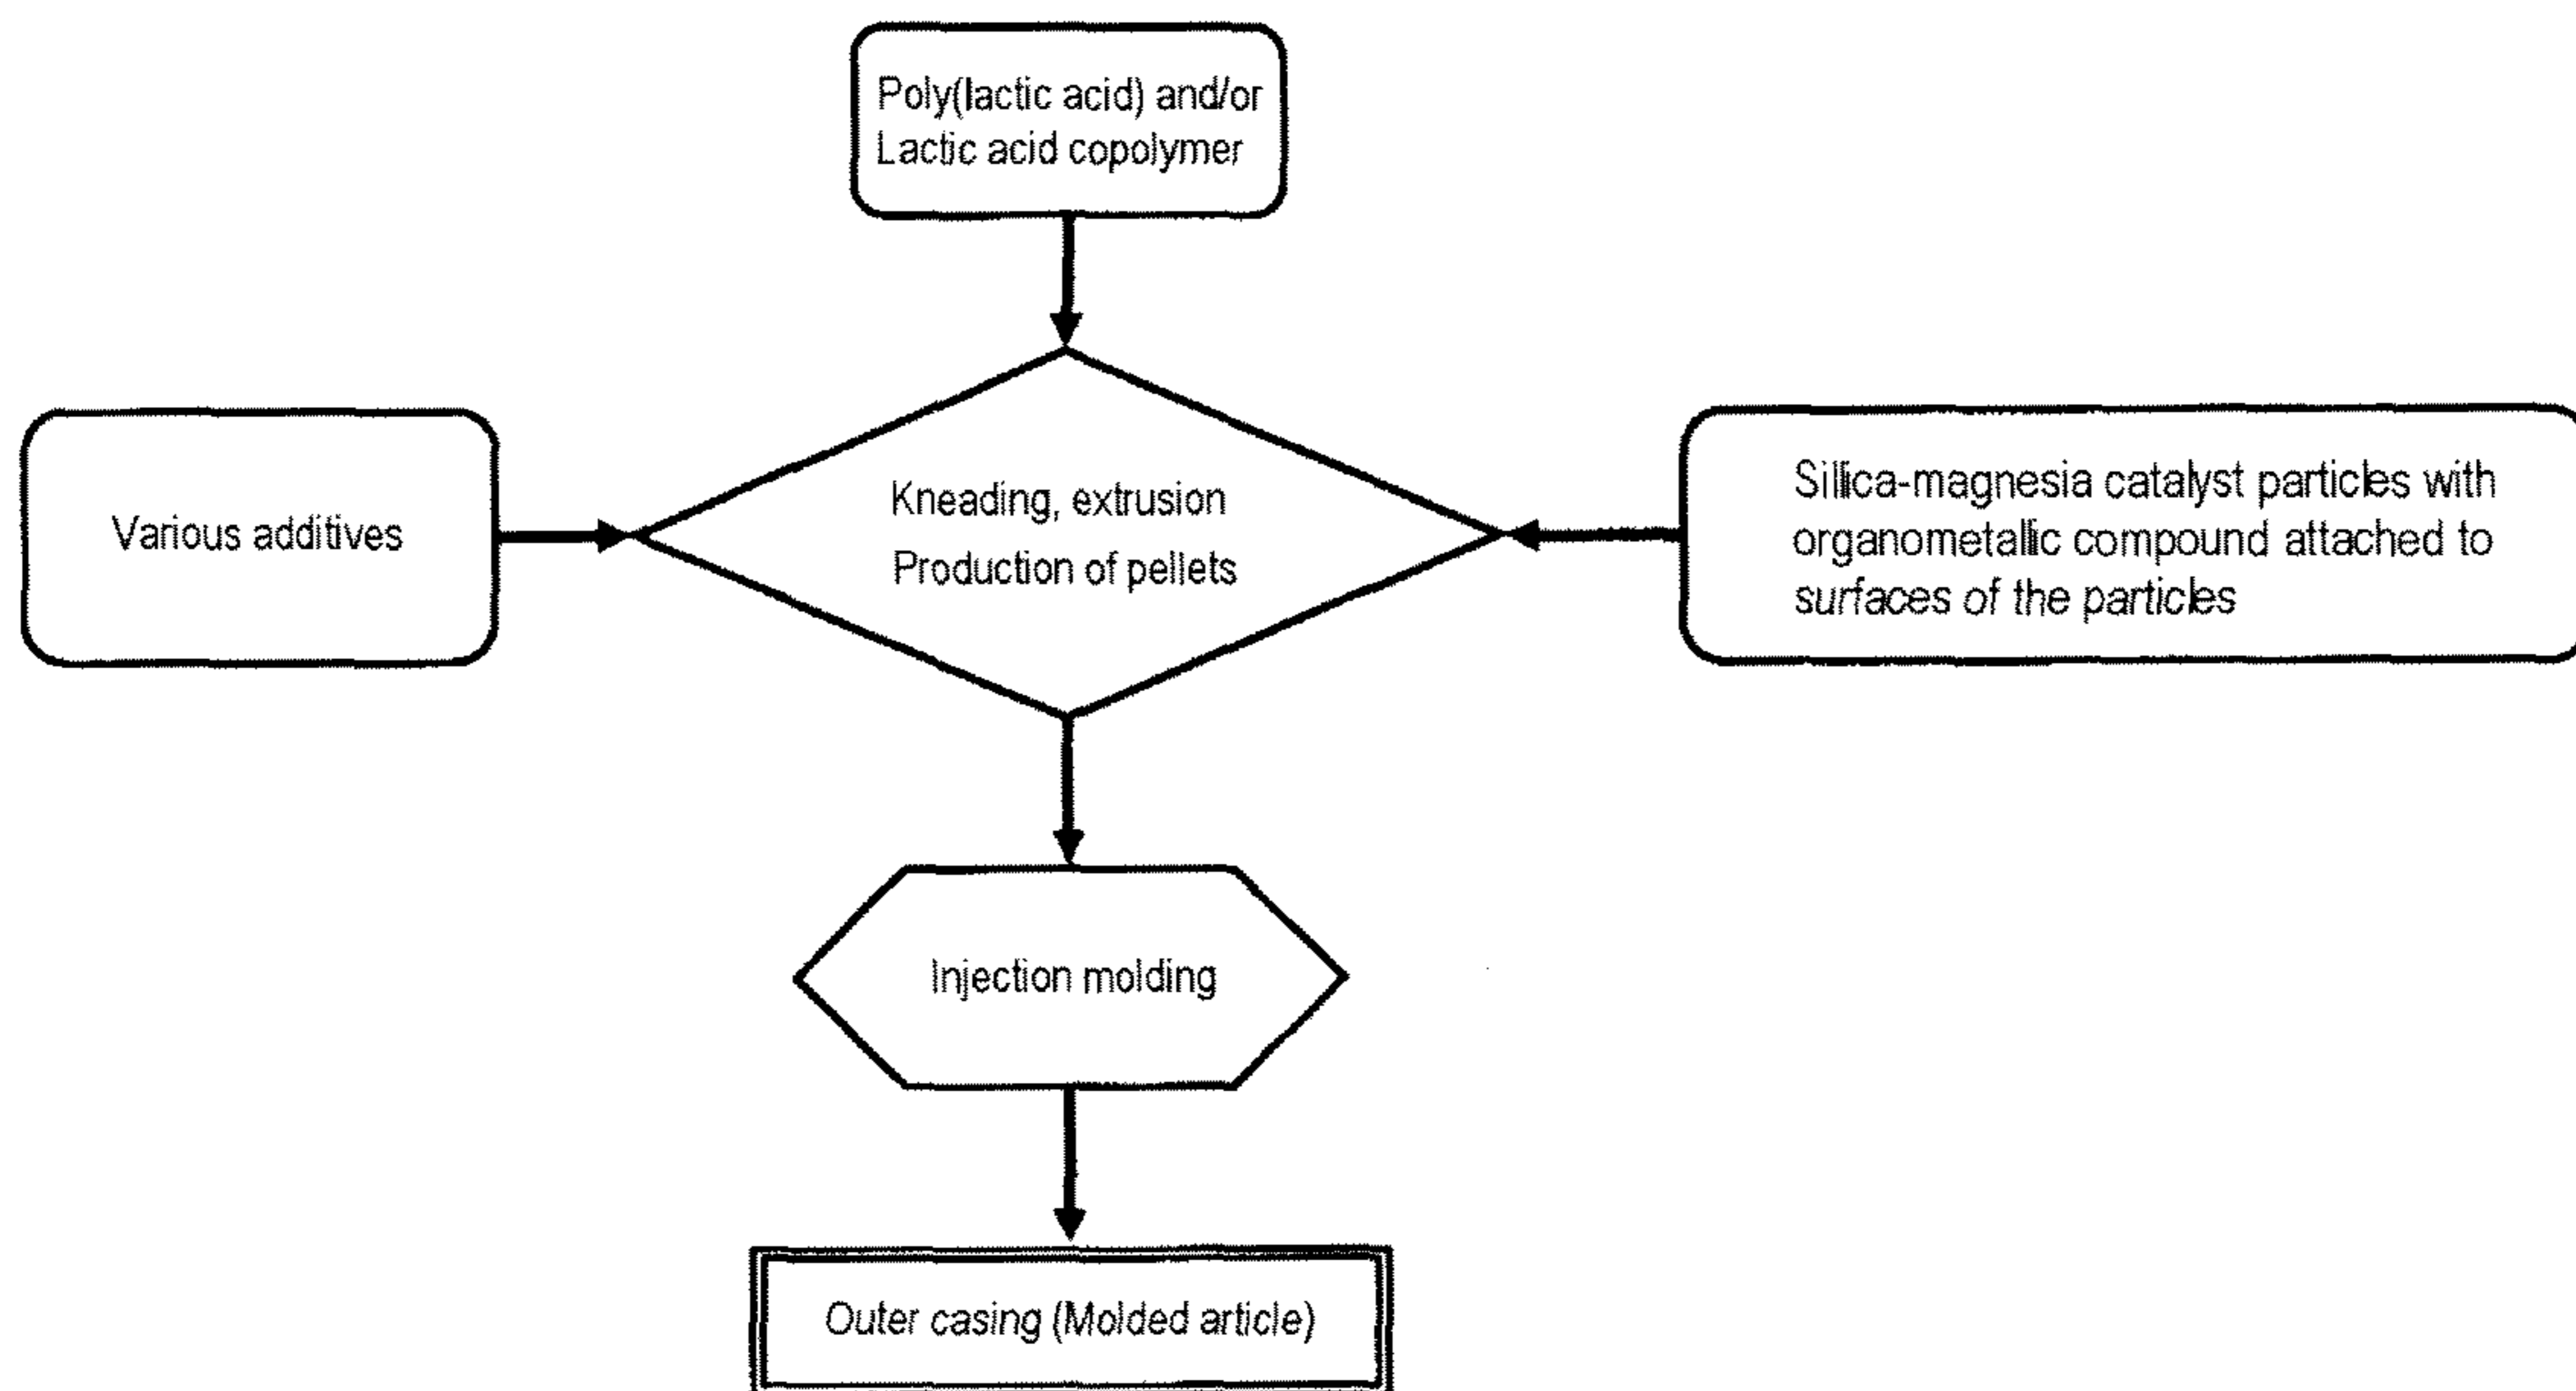 Poly(lactic acid) and/or
Lactic acid copolymer
Various additives
Kneading, extrusion
Production of pellets
Sillica-magnesia catalyst particles with
organometallic compound attached to
surfaces of the particles
Injection molding
Outer casing (Molded article)